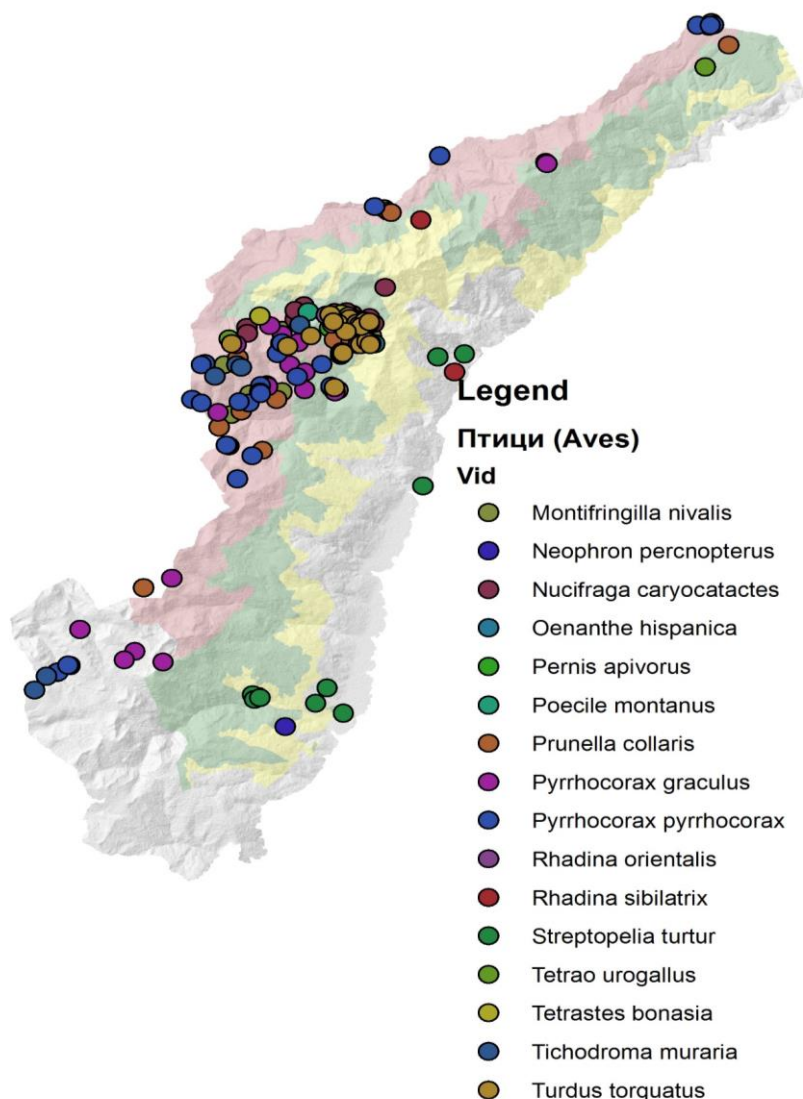 Legend
Птици (Aves)
Vid
Montifringilla nivalis
Neophron percnopterus
Nucifraga caryocatactes
Oenanthe hispanica
Pernis apivorus
Poecile montanus
Prunella collaris
Pyrrhocorax graculus
Pyrrhocorax pyrrhocorax
Rhadina orientalis
Rhadina sibilatrix
Streptopelia turtur
Tetrao urogallus
Tetrastes bonasia
Tichodroma muraria
Turdus torquatus